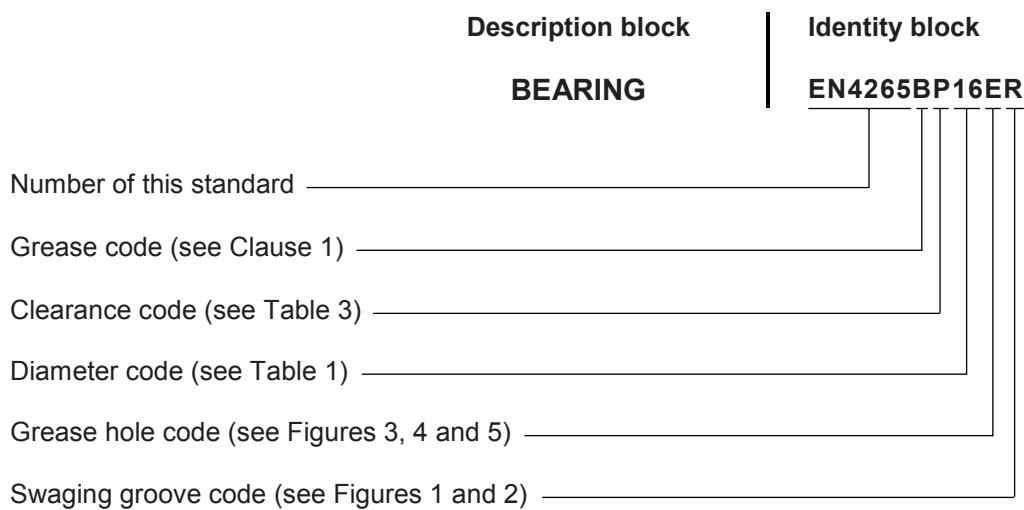 Description block Identity block
BEARING EN4265BP16ER
Number of this standard
Grease code (see Clause 1)
Clearance code (see Table 3)
Diameter code (see Table 1)
Grease hole code (see Figures 3, 4 and 5)
Swaging groove code (see Figures 1 and 2)